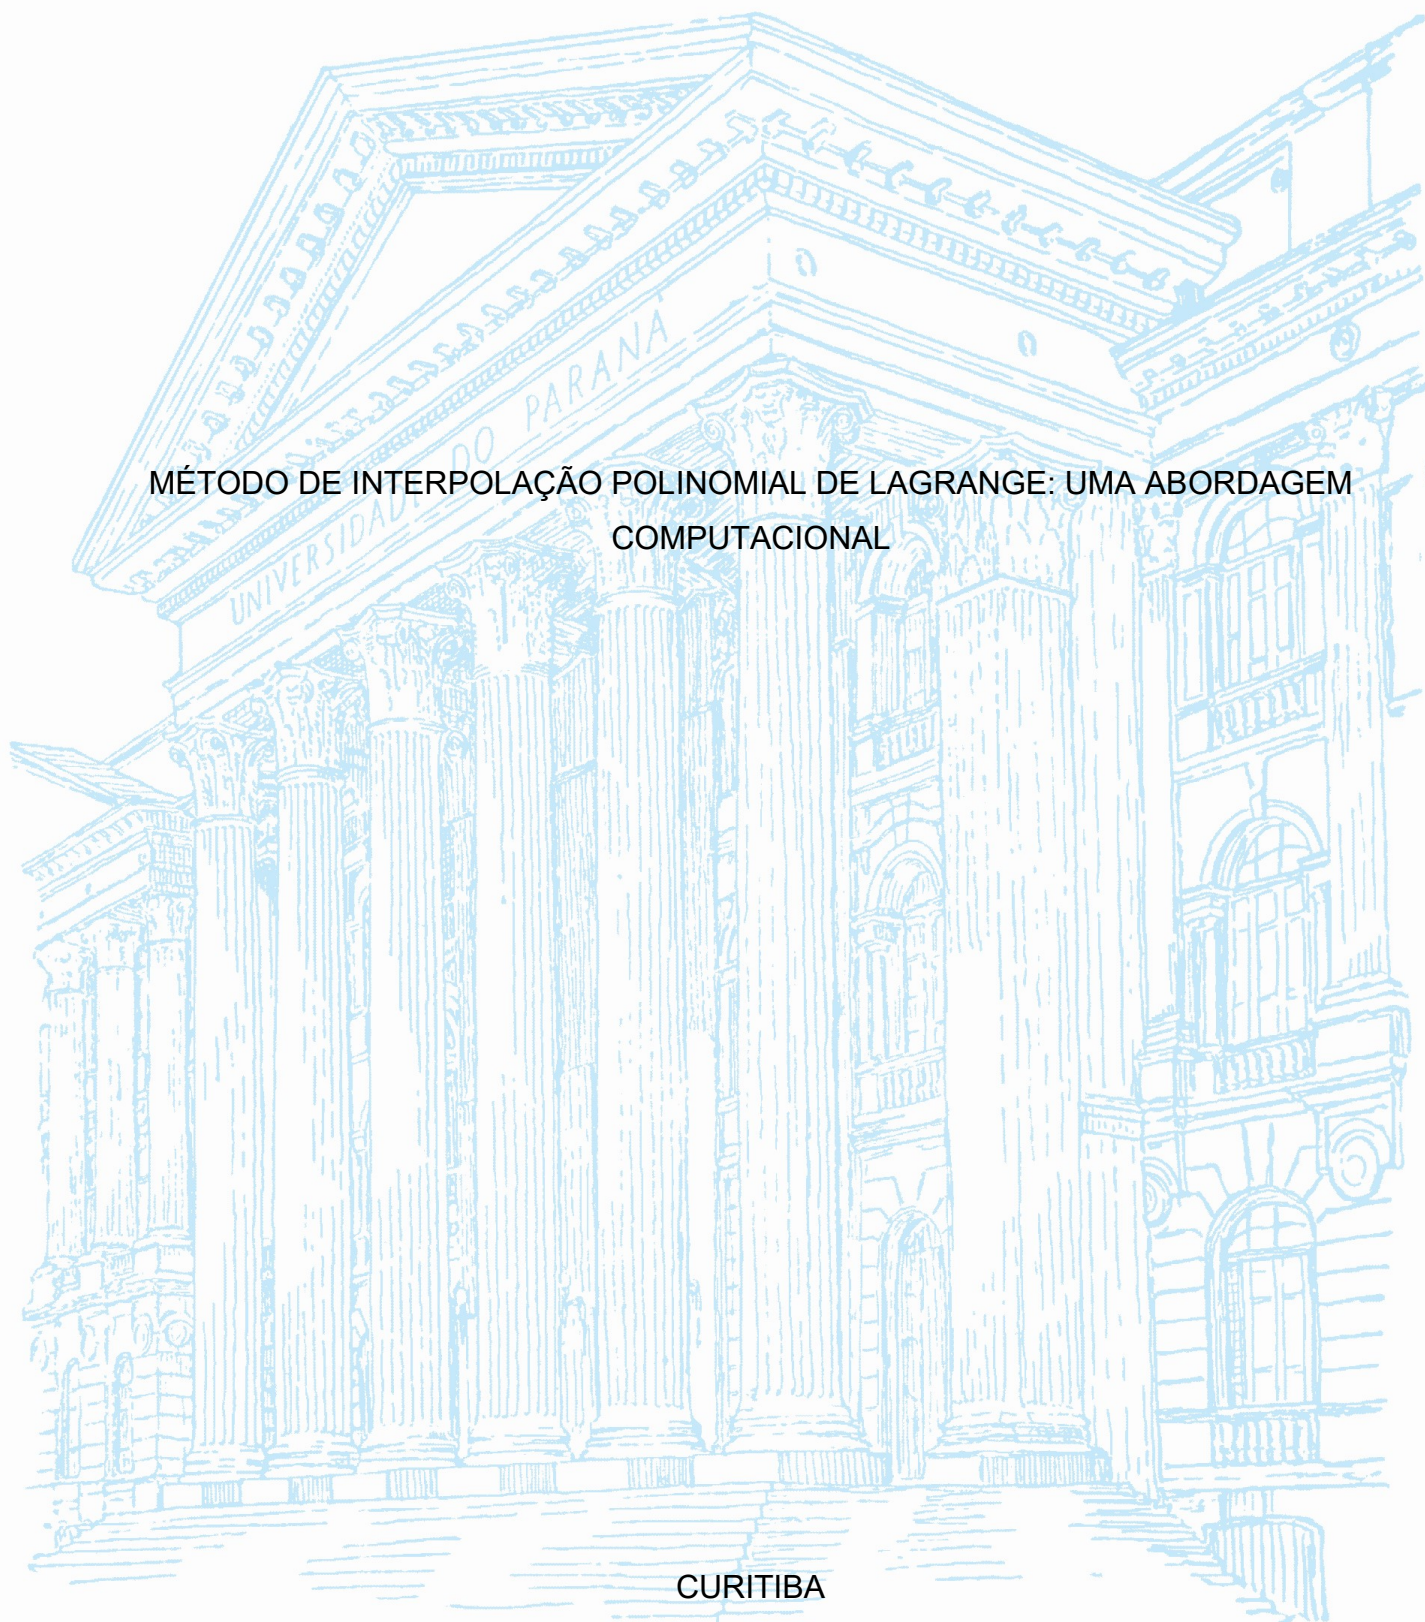 UNIVERSIDADE DO PARANÁ
MÉTODO DE INTERPOLAÇÃO POLINOMIAL DE LAGRANGE: UMA ABORDAGEM
COMPUTACIONAL
CURITIBA